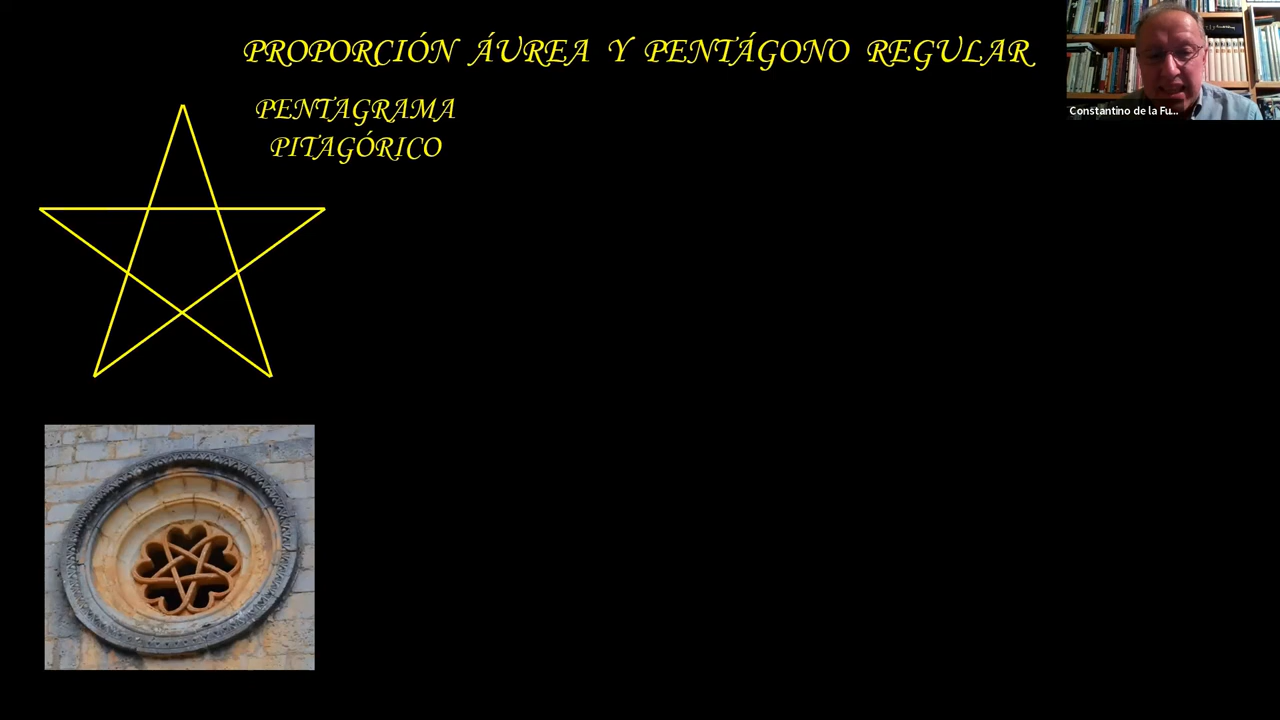 PROPORCIÓN ÁUREA Y PENTÁGONO REGULAR
PENTAGRAMA
PITAGÓRICO
Constantino de la Fu...